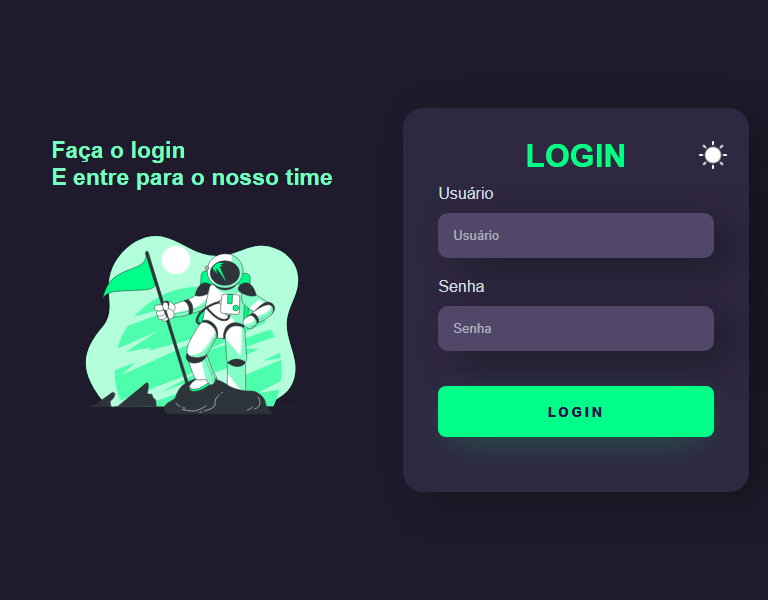 Faça o login
E entre para o nosso time
LOGIN
Usuário
Usuário
Senha
Senha
LOGIN